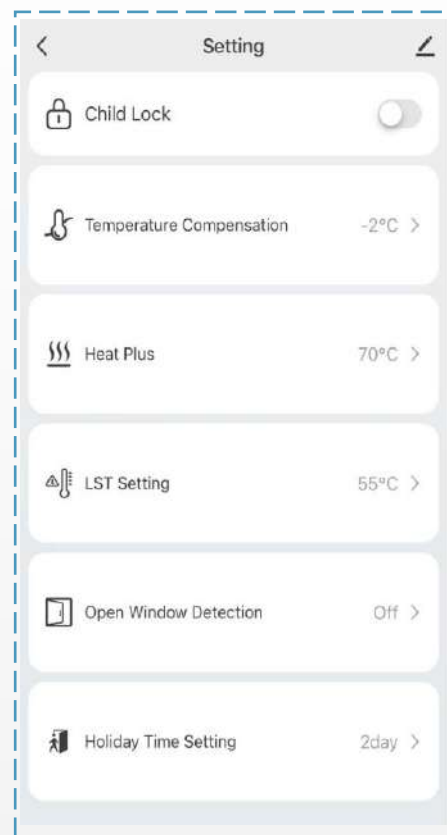 Setting
Child Lock
Temperature Compensation -2°C
Heat Plus 70°C
LST Setting 55°C
Open Window Detection Off
Holiday Time Setting 2day